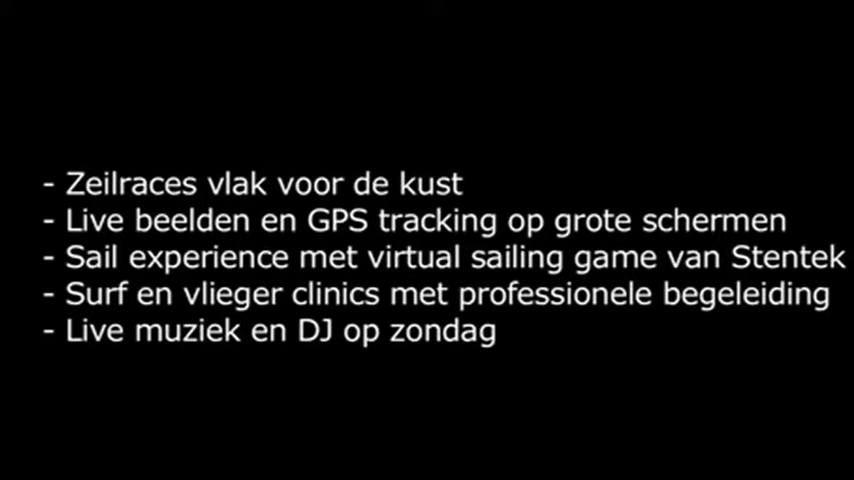 - Zeilraces vlak voor de kust
- Live beelden en GPS tracking op grote schermen
- Sail experience met virtual sailing game van Stentek
- Surf en vlieger clinics met professionele begeleiding
- Live muziek en DJ op zondag